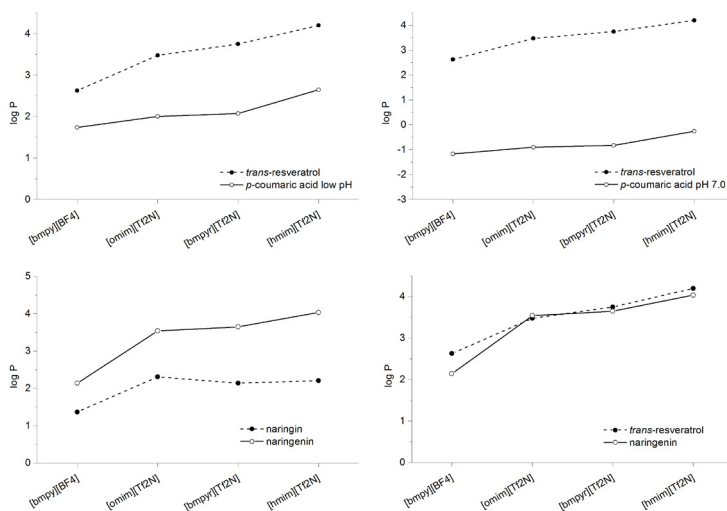 4
3
2
1
0
log P
trans-resveratrol
p-coumaric acid low pH
[bmpy][BF4]
[omim][Tf2N]
[bmpyr][Tf2N]
[hmim][Tf2N]
4
3
2
1
0
-1
-2
-3
log P
trans-resveratrol
p-coumaric acid pH 7.0
[bmpy][BF4]
[omim][Tf2N]
[bmpyr][Tf2N]
[hmim][Tf2N]
5
4
3
2
1
0
log P
naringin
naringenin
[bmpy][BF4]
[omim][Tf2N]
[bmpyr][Tf2N]
[hmim][Tf2N]
4
3
2
1
0
log P
trans-resveratrol
naringenin
[bmpy][BF4]
[omim][Tf2N]
[bmpyr][Tf2N]
[hmim][Tf2N]